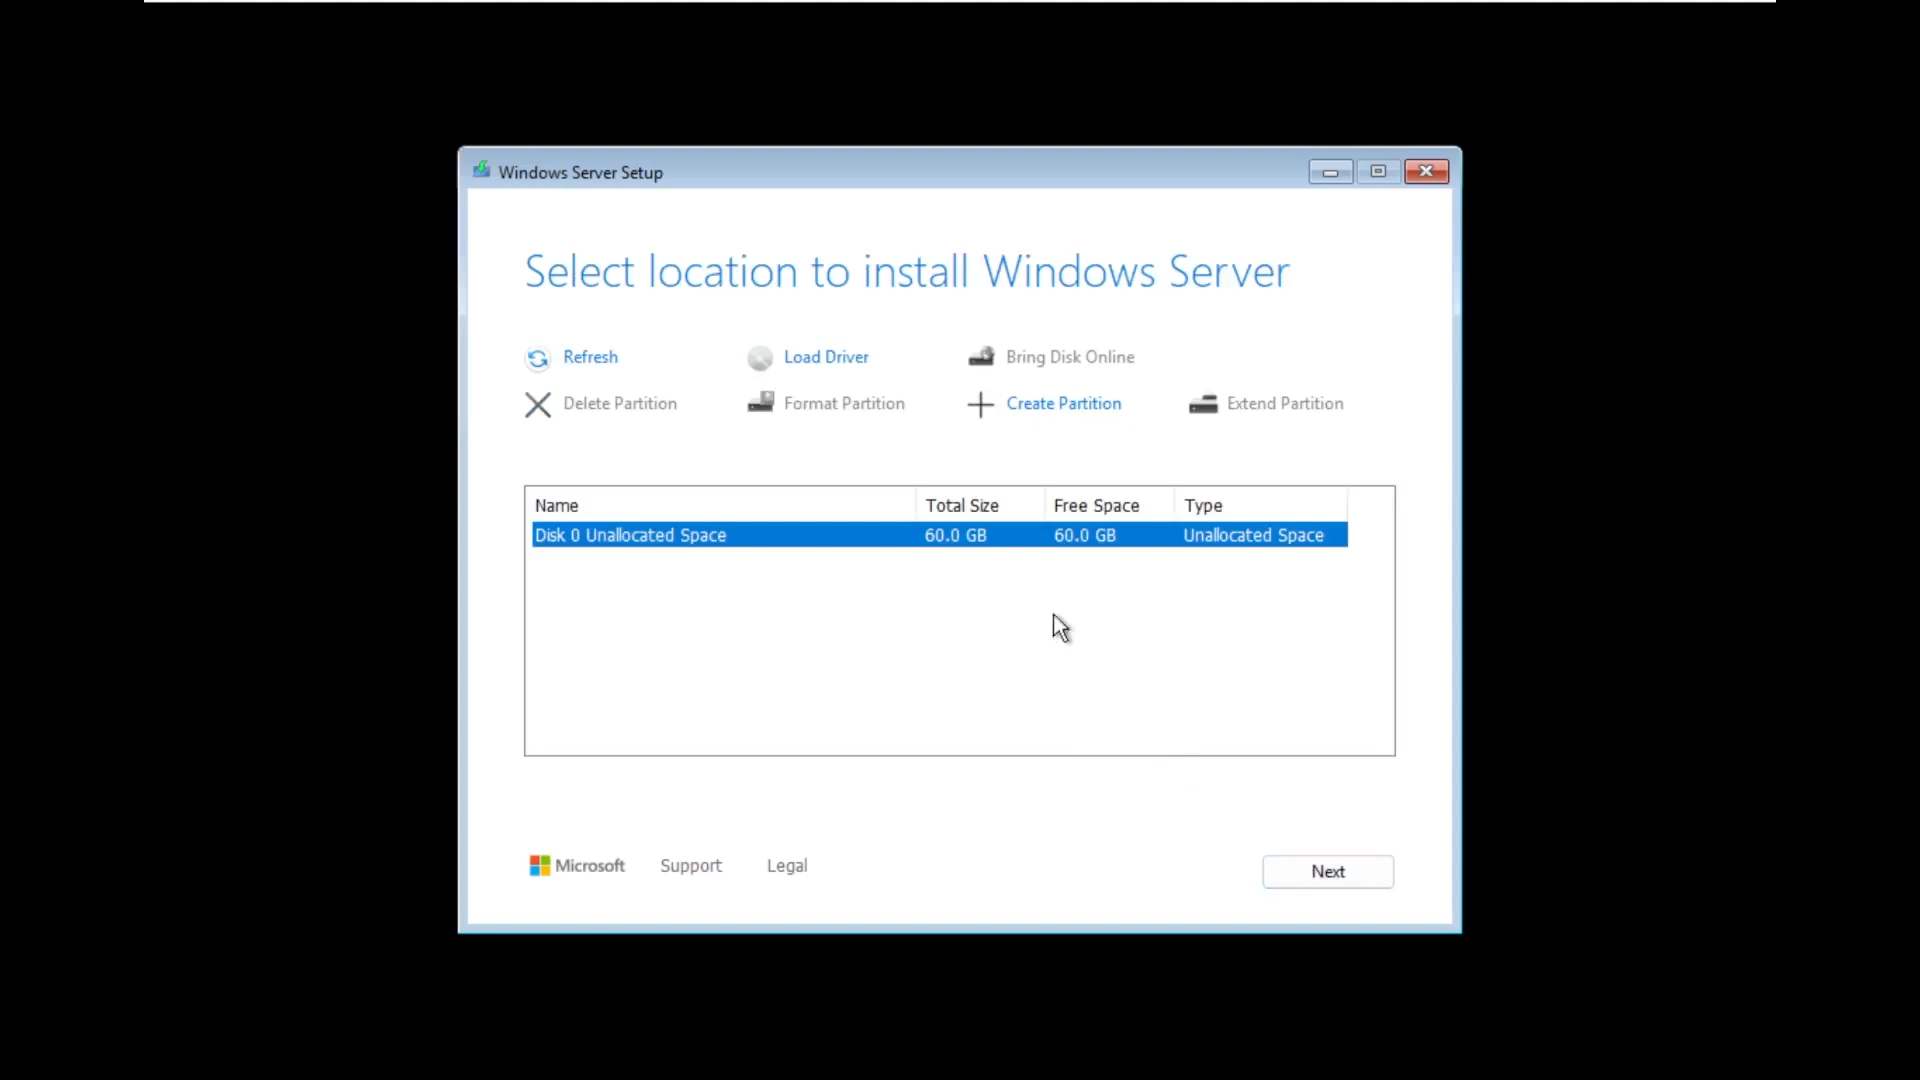 Windows Server Setup
Select location to install Windows Server
Refresh Load Driver Bring Disk Online
Delete Partition Format Partition Create Partition Extend Partition
Name Total Size Free Space Type
Disk 0 Unallocated Space 60.0 GB 60.0 GB Unallocated Space
Microsoft Support Legal Next